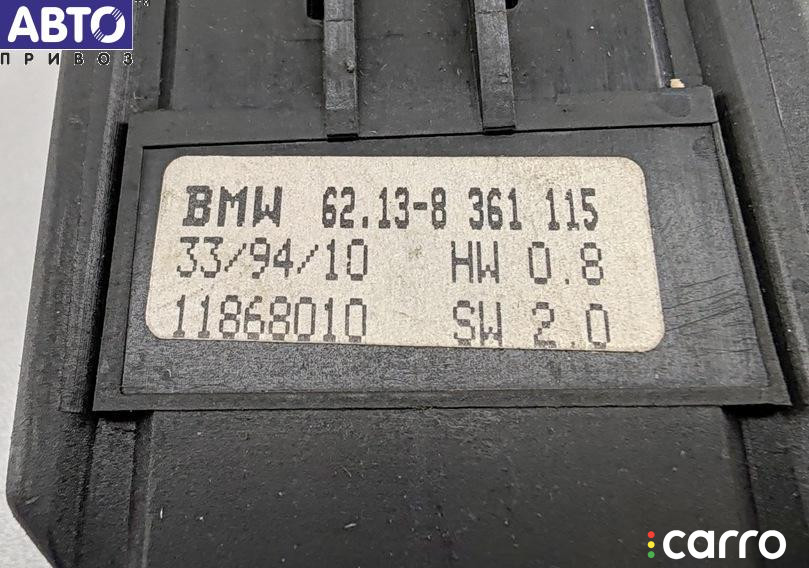 АВТО
ПРИВОЗ
BMW 62.13-8 361 115
33/94/10 HW 0.8
11868010 SW 2.0
carro